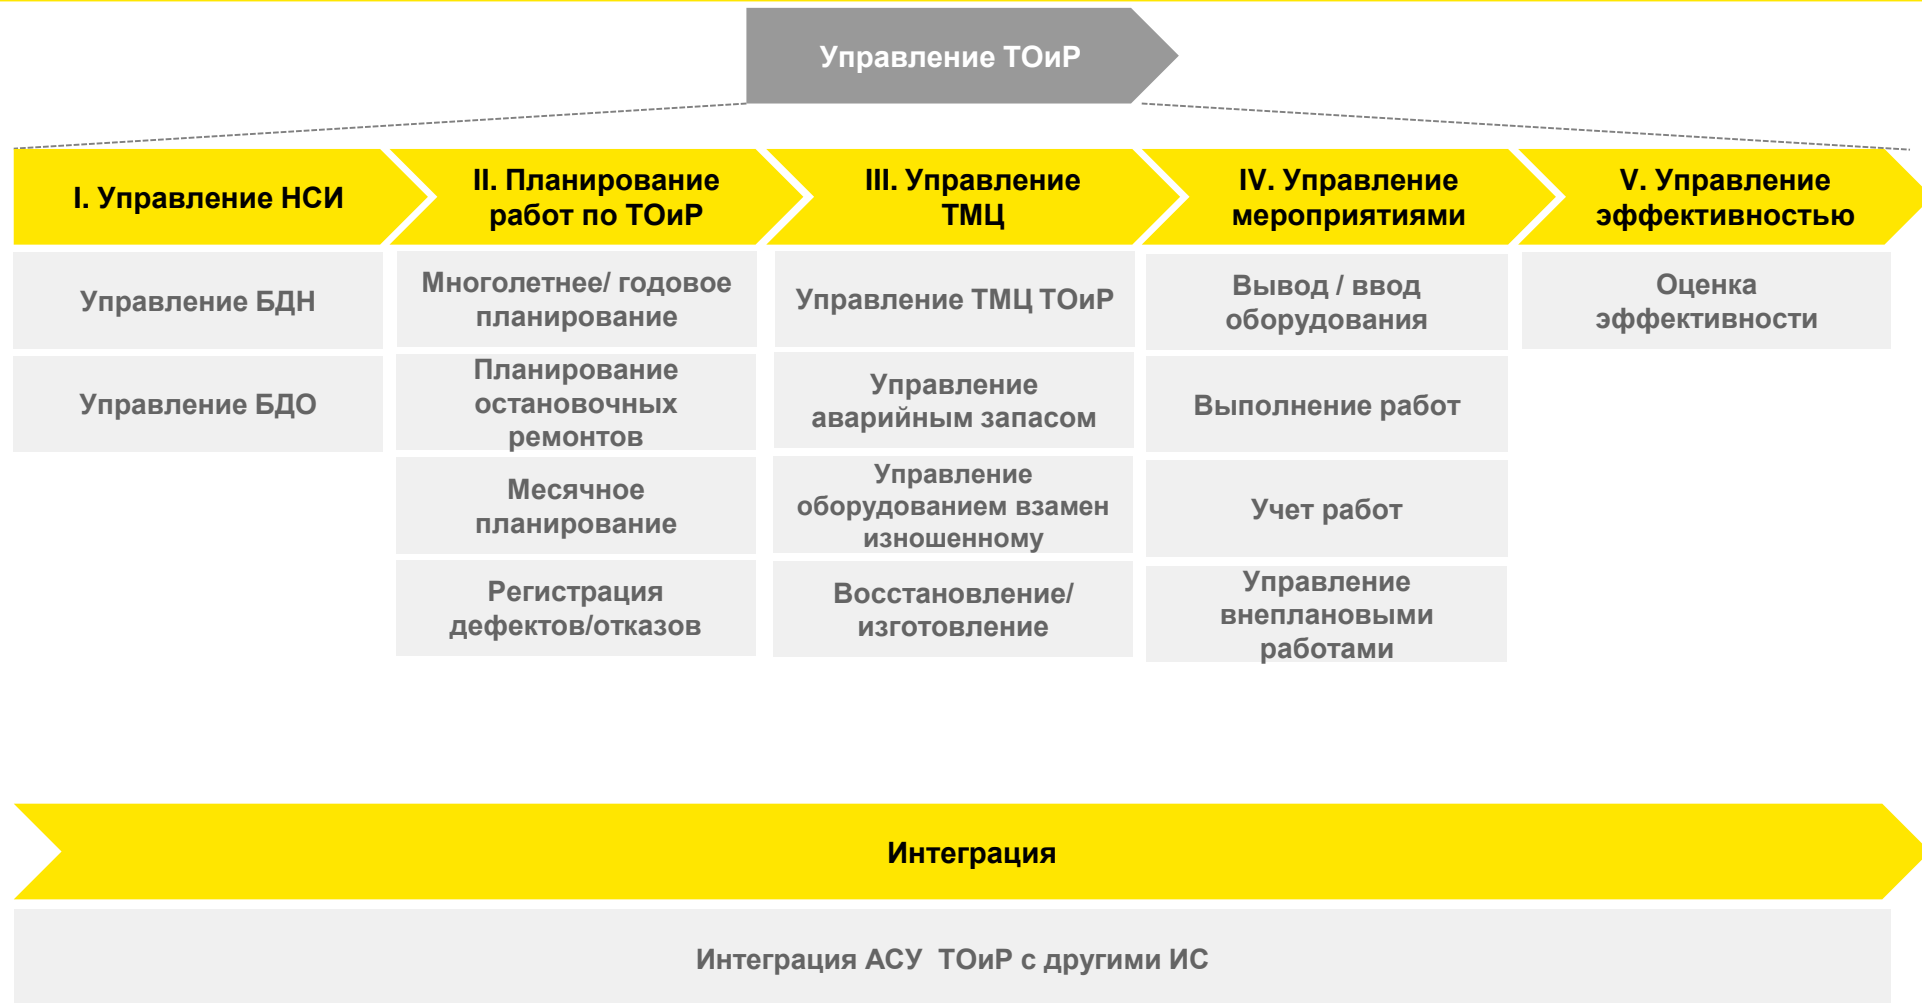 Управление ТОиР
I. Управление НСИ
II. Планирование
работ по ТОиР
III. Управление
ТМЦ
IV. Управление
мероприятиями
V. Управление
эффективностью
Управление БДН
Управление БДО
Многолетнее/ годовое
планирование
Планирование
остановочных
ремонтов
Месячное
планирование
Регистрация
дефектов/отказов
Управление ТМЦ ТОиР
Управление
аварийным запасом
Управление
оборудованием взамен
изношенному
Восстановление/
изготовление
Вывод / ввод
оборудования
Выполнение работ
Учет работ
Управление
внеплановыми
работами
Оценка
эффективности
Интеграция
Интеграция АСУ  ТОиР с другими ИС